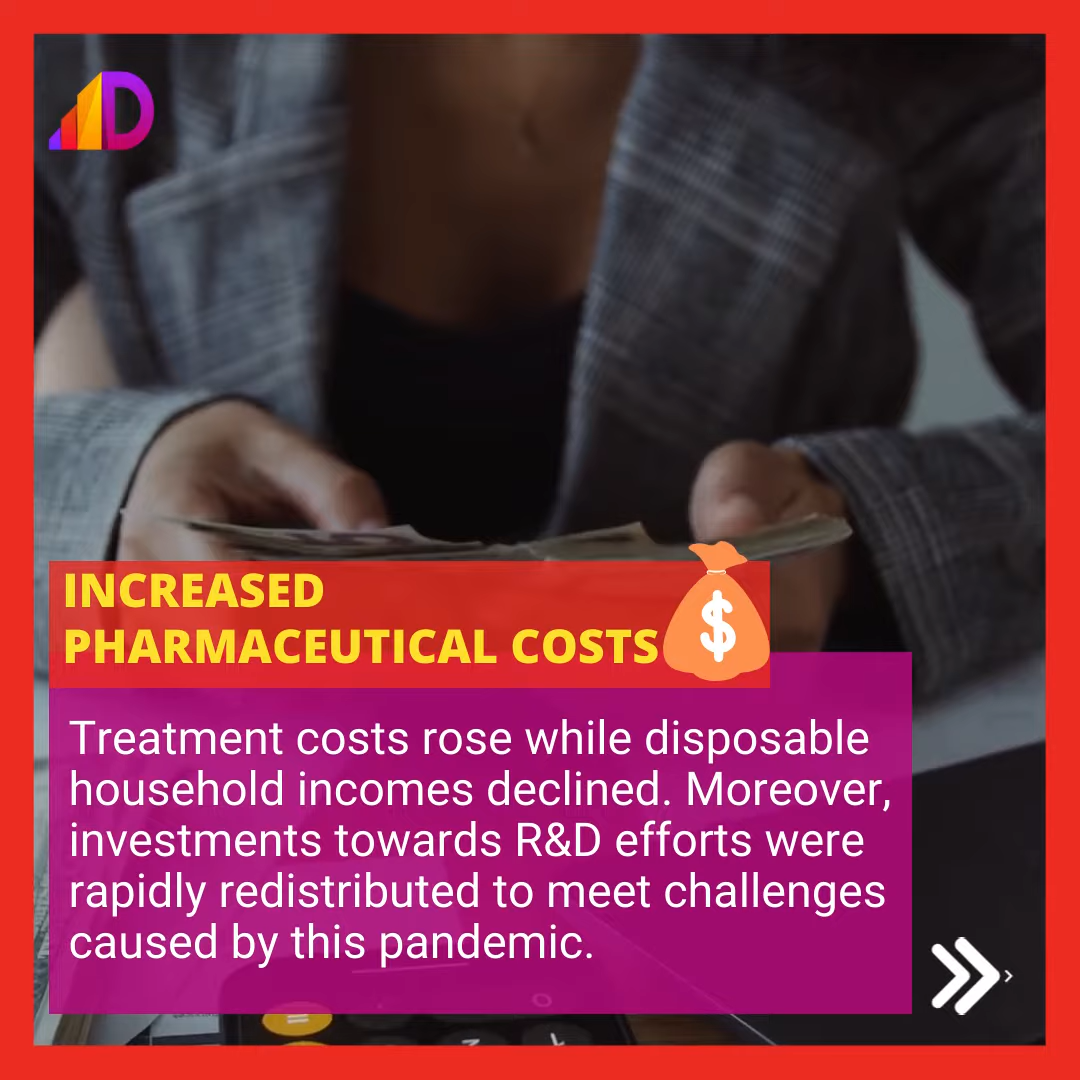 D
INCREASED
PHARMACEUTICAL COSTS
$
Treatment costs rose while disposable
household incomes declined. Moreover,
investments towards R&D efforts were
rapidly redistributed to meet challenges
caused by this pandemic.